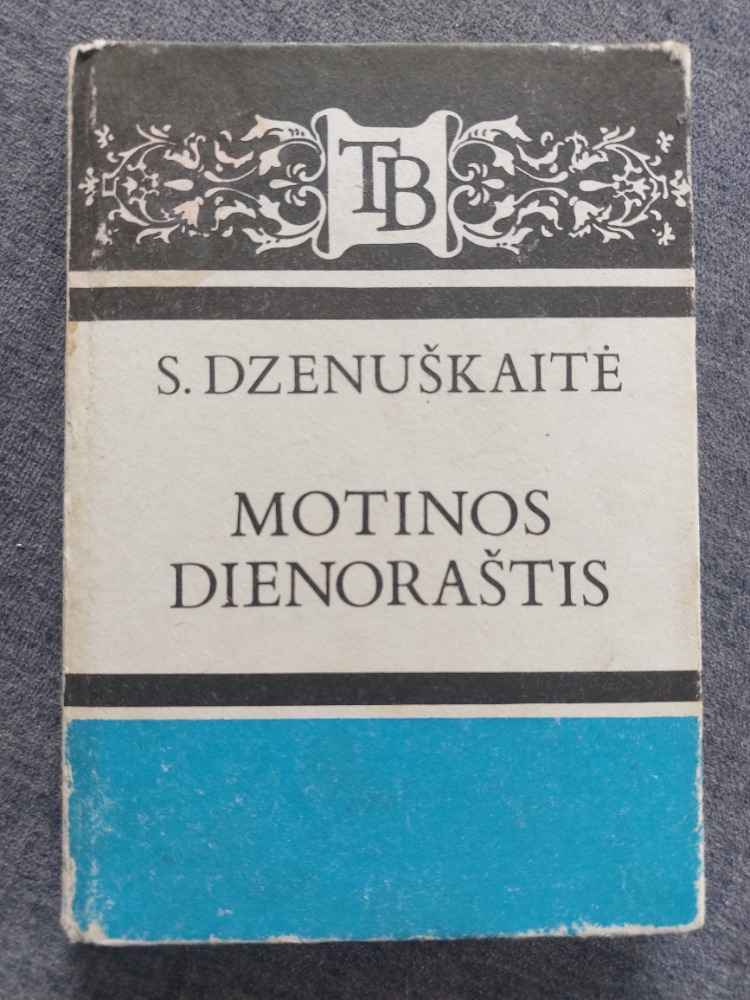 TB
S. DZENUŠKAITĖ
MOTINOS
DIENORAŠTIS